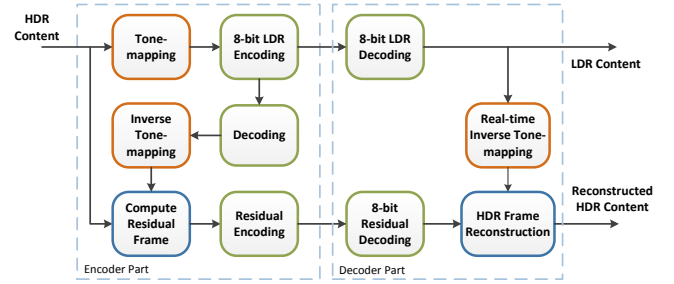 HDR
Content
Tone-
mapping
8-bit LDR
Encoding
8-bit LDR
Decoding
LDR Content
Inverse
Tone-
mapping
Decoding
Real-time
Inverse Tone-
mapping
Compute
Residual
Frame
Residual
Encoding
8-bit
Residual
Decoding
HDR Frame
Reconstruction
Reconstructed
HDR Content
Encoder Part
Decoder Part